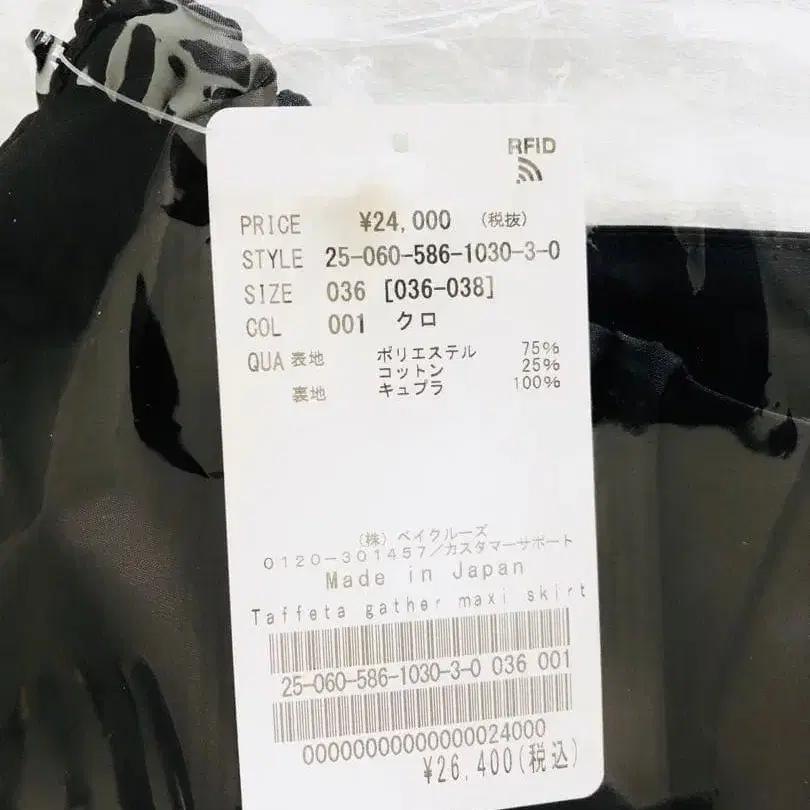 RFID
PRICE ¥24,000 (税抜)
STYLE 25-060-586-1030-3-0
SIZE 036 [036-038]
COL 001 クロ
QUA 表地 ポリエステル 75%
コットン 25%
裏地 キュプラ 100%
(株) ベイクルーズ
0120-301457/カスタマーサポート
Made in Japan
Taffeta gather maxi skirt
25-060-586-1030-3-0 036 001
0000000000000024000
¥26,400(税込)